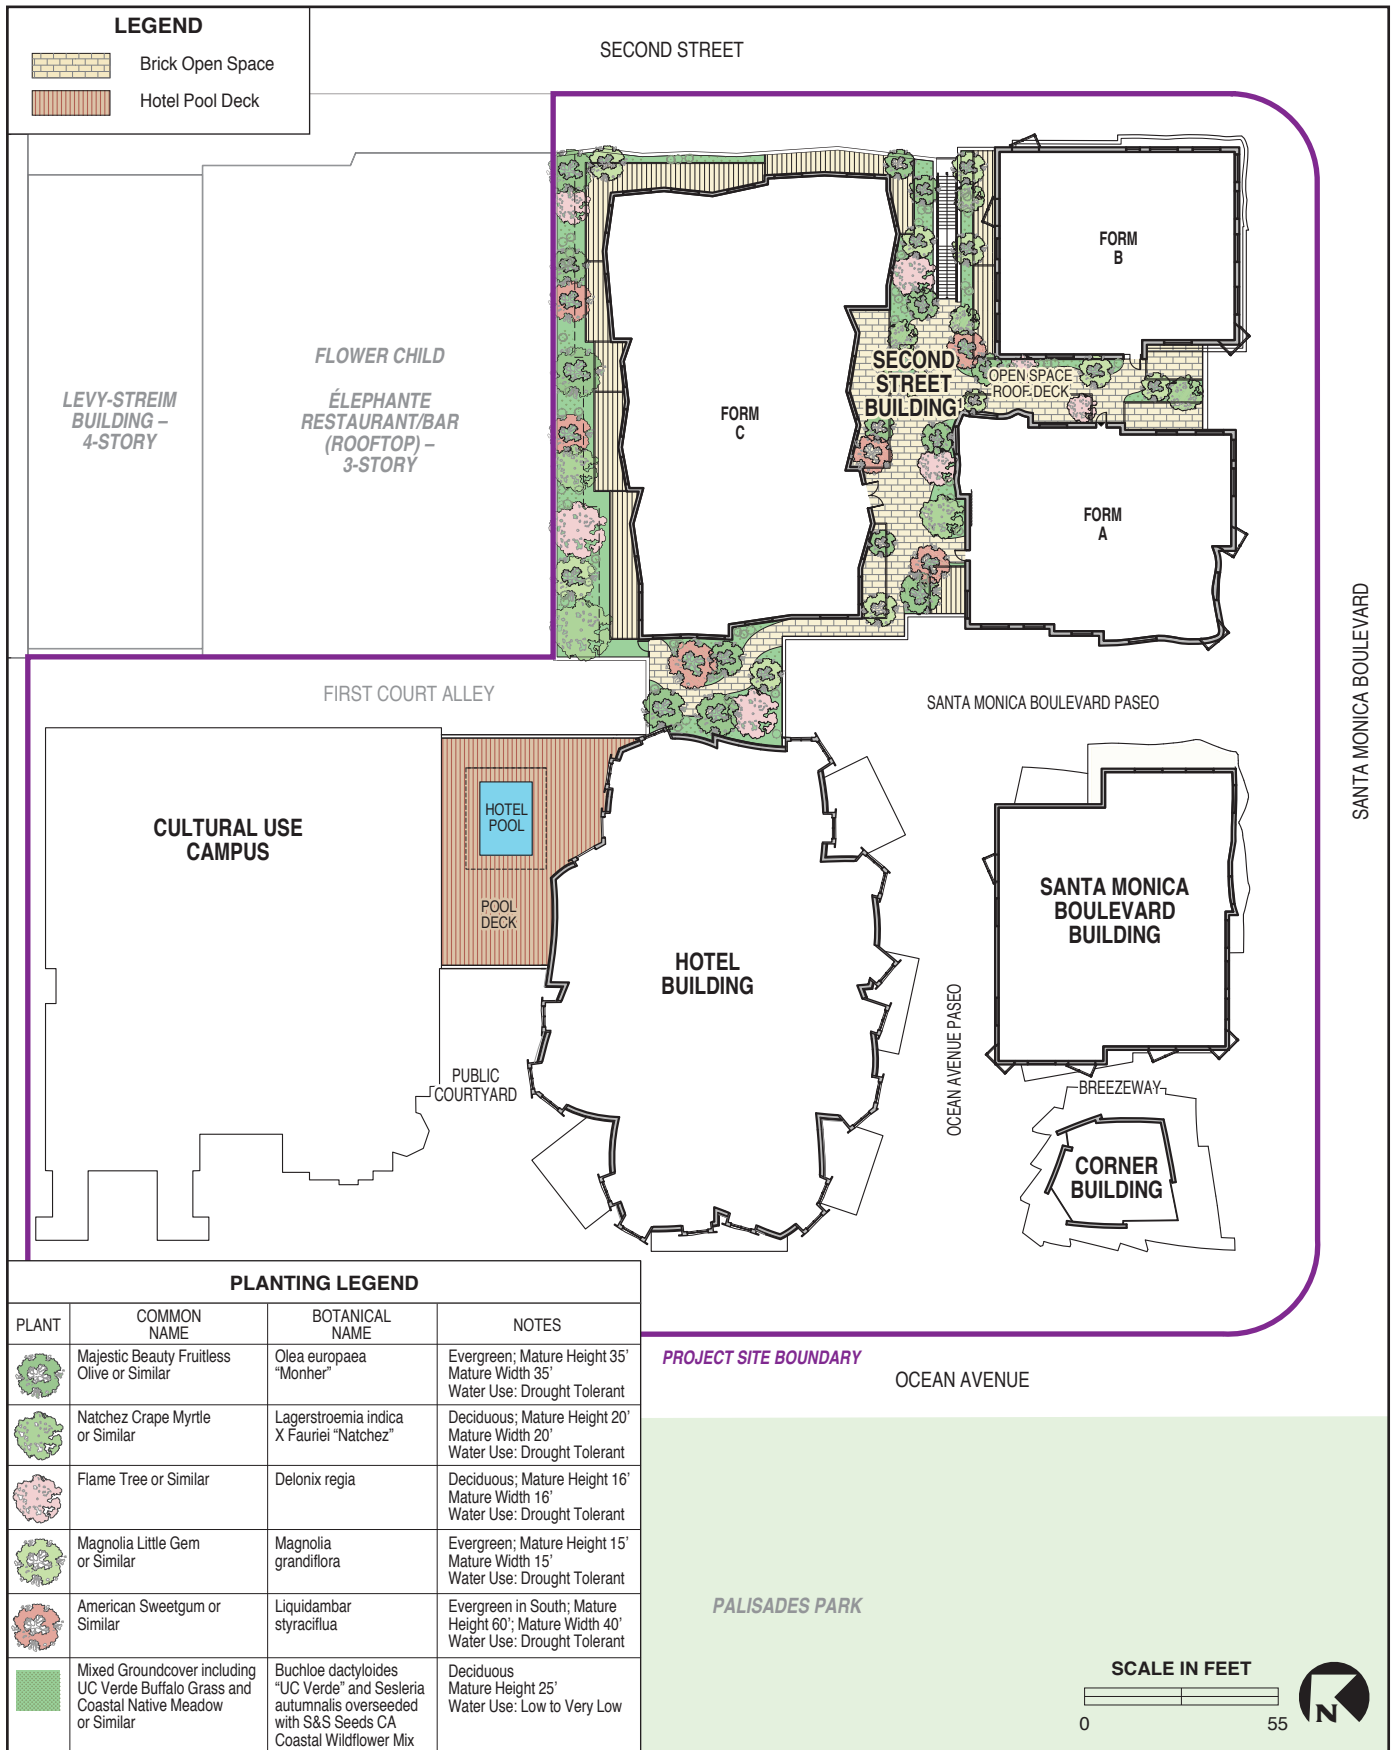 LEGEND
Brick Open Space
Hotel Pool Deck
SECOND STREET
FORM
B
FLOWER CHILD
ÉLEPHANTE
RESTAURANT/BAR
(ROOFTOP) –
3-STORY
LEVY-STREIM
BUILDING –
4-STORY
FORM
C
SECOND
STREET
BUILDING¹
OPEN SPACE
ROOF DECK
FORM
A
SANTA MONICA BOULEVARD
FIRST COURT ALLEY
SANTA MONICA BOULEVARD PASEO
CULTURAL USE
CAMPUS
HOTEL
POOL
POOL
DECK
HOTEL
BUILDING
SANTA MONICA
BOULEVARD
BUILDING
OCEAN AVENUE PASEO
PUBLIC
COURTYARD
BREEZEWAY
CORNER
BUILDING
PROJECT SITE BOUNDARY
OCEAN AVENUE
PALISADES PARK
PLANTING LEGEND
PLANT
COMMON
NAME
BOTANICAL
NAME
NOTES
Majestic Beauty Fruitless
Olive or Similar
Olea europaea
“Monher”
Evergreen; Mature Height 35’
Mature Width 35’
Water Use: Drought Tolerant
Natchez Crape Myrtle
or Similar
Lagerstroemia indica
X Fauriei “Natchez”
Deciduous; Mature Height 20’
Mature Width 20’
Water Use: Drought Tolerant
Flame Tree or Similar
Delonix regia
Deciduous; Mature Height 16’
Mature Width 16’
Water Use: Drought Tolerant
Magnolia Little Gem
or Similar
Magnolia
grandiflora
Evergreen; Mature Height 15’
Mature Width 15’
Water Use: Drought Tolerant
American Sweetgum or
Similar
Liquidambar
styraciflua
Evergreen in South; Mature
Height 60’; Mature Width 40’
Water Use: Drought Tolerant
Mixed Groundcover including
UC Verde Buffalo Grass and
Coastal Native Meadow
or Similar
Buchloe dactyloides
“UC Verde” and Sesleria
autumnalis overseeded
with S&S Seeds CA
Coastal Wildflower Mix
Deciduous
Mature Height 25’
Water Use: Low to Very Low
SCALE IN FEET
0 55
N